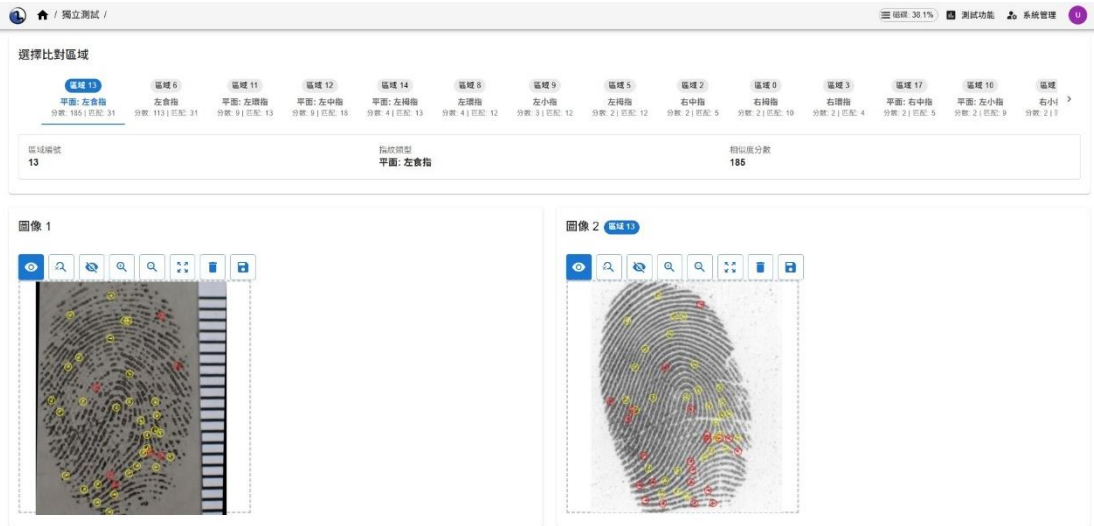 / 獨立測試 /
磁碟: 38.1%
測試功能
系統管理
U
選擇比對區域
區域 13 區域 6 區域 11 區域 12 區域 14 區域 8 區域 9 區域 5 區域 2 區域 0 區域 3 區域 17 區域 10 區域
平面: 左食指 左食指 平面: 左環指 平面: 左中指 平面: 左拇指 左環指 左小指 左拇指 右中指 右拇指 右環指 平面: 右中指 平面: 左小指 右小
分數: 185 | 匹配: 31 分數: 113 | 匹配: 31 分數: 9 | 匹配: 13 分數: 9 | 匹配: 18 分數: 4 | 匹配: 13 分數: 4 | 匹配: 12 分數: 3 | 匹配: 12 分數: 2 | 匹配: 12 分數: 2 | 匹配: 5 分數: 2 | 匹配: 10 分數: 2 | 匹配: 4 分數: 2 | 匹配: 5 分數: 2 | 匹配: 9 分數: 2 |
區域編號 指紋類型 相似度分數
13 平面: 左食指 185
圖像 1
圖像 2 區域 13